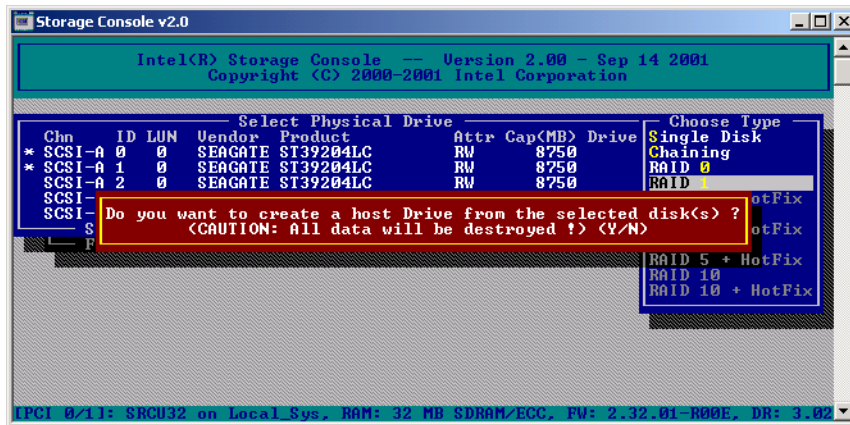 Storage Console v2.0
Intel(R) Storage Console -- Version 2.00 - Sep 14 2001
Copyright (C) 2000-2001 Intel Corporation
Select Physical Drive
Chn ID LUN Vendor Product Attr Cap(MB) Drive
* SCSI-A 0 0 SEAGATE ST39204LC RW 8750
* SCSI-A 1 0 SEAGATE ST39204LC RW 8750
SCSI-A 2 0 SEAGATE ST39204LC RW 8750
SCSI-
SCSI-
S
F
Choose Type
Single Disk
Chaining
RAID 0
RAID 1
otFix
otFix
RAID 5 + HotFix
RAID 10
RAID 10 + HotFix
Do you want to create a host Drive from the selected disk(s) ?
(CAUTION: All data will be destroyed !) (Y/N)
[PCI 0/1]: SRCU32 on Local_Sys, RAM: 32 MB SDRAM/ECC, FW: 2.32.01-R00E, DR: 3.02